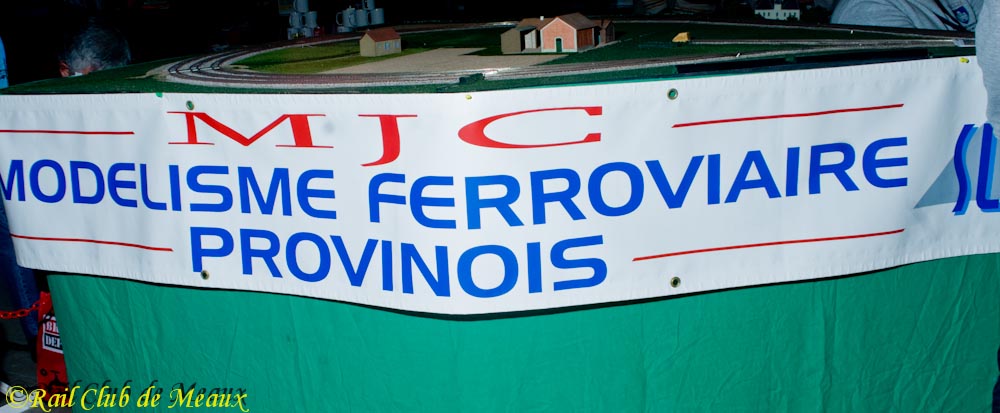 MJC
MODELISME FERROVIAIRE
PROVINOIS
©Rail Club de Meaux